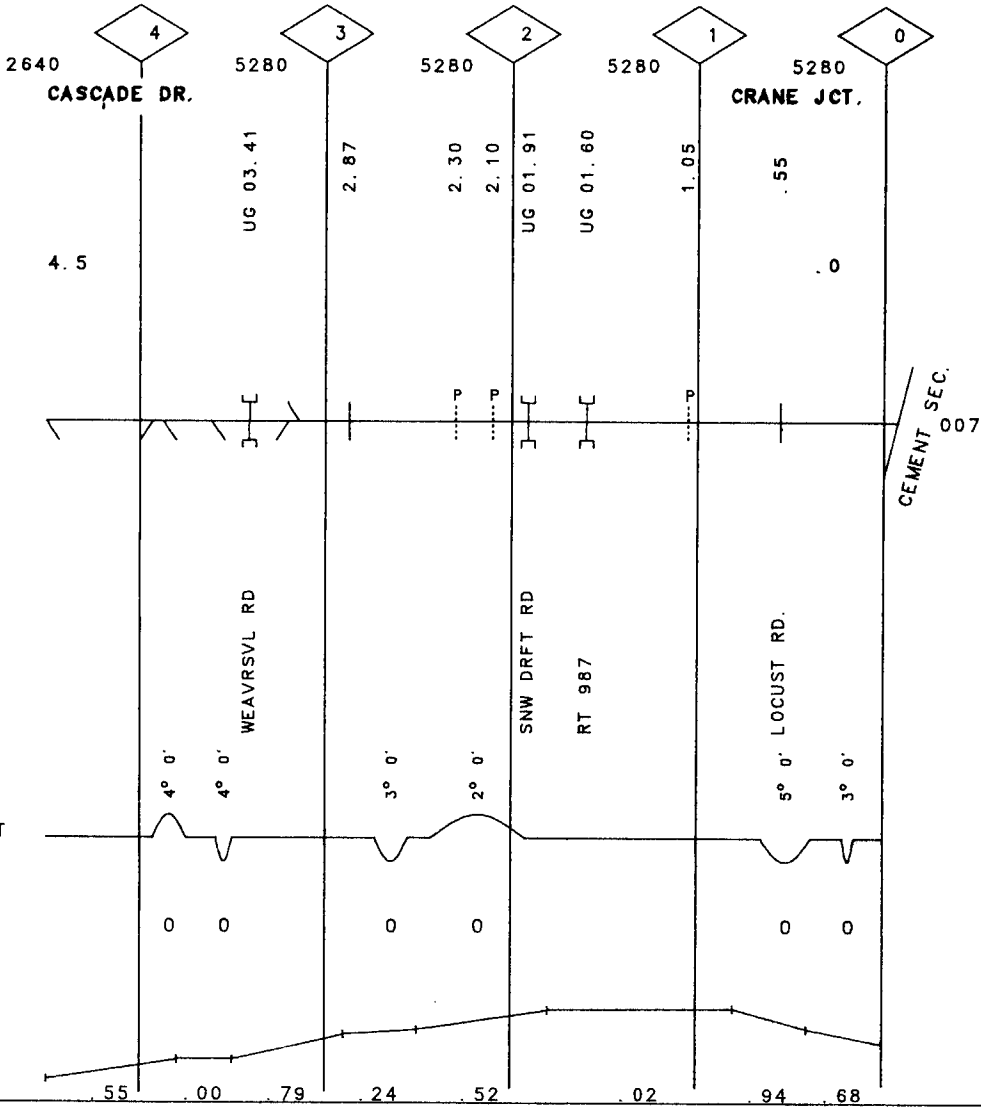 4 3 2 1 0
2640 5280 5280 5280 5280
CASCADE DR. CRANE JCT.
UG 03.41
2.87
2.30
2.10
UG 01.91
UG 01.60
1.05
.55
4.5 .0
P P P
CEMENT SEC.
007
WEAVRSVL RD
SNW DRFT RD
RT 987
LOCUST RD.
4° 0' 4° 0' 3° 0' 2° 0' 5° 0' 3° 0'
T
0 0 0 0 0 0
.55 .00 .79 .24 .52 .02 .94 .68